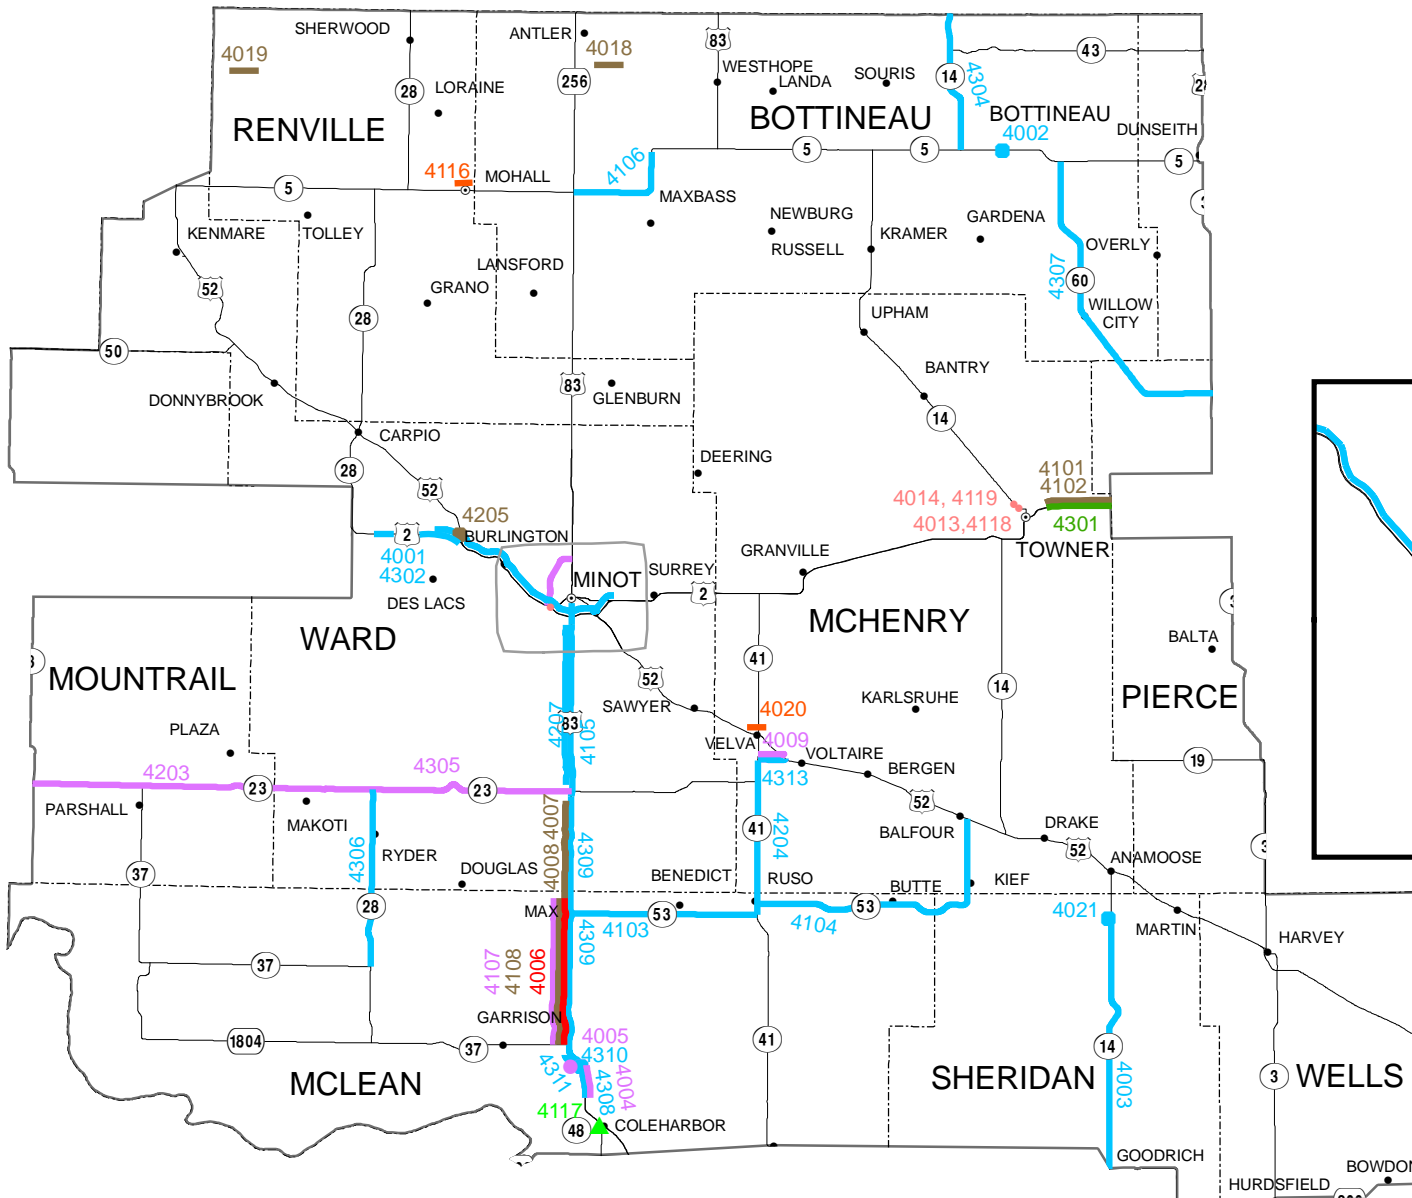 SHERWOOD
ANTLER
4019
4018
83
WESTHOPE
LANDA
SOURIS
14
4304
43
28
256
LORAINE
RENVILLE
BOTTINEAU
BOTTINEAU
4002
DUNSEITH
5
5
5
4106
4116
MOHALL
5
MAXBASS
NEWBURG
RUSSELL
KRAMER
GARDENA
OVERLY
KENMARE
TOLLEY
LANSFORD
GRANO
52
28
4307
60
WILLOW
CITY
UPHAM
50
BANTRY
DONNYBROOK
83
GLENBURN
14
CARPIO
28
52
DEERING
4101
4102
4301
4014, 4119
4013,4118
TOWNER
4205
BURLINGTON
2
4001
4302
DES LACS
GRANVILLE
MINOT
SURREY
2
MCHENRY
WARD
BALTA
MOUNTRAIL
41
52
14
KARLSRUHE
PIERCE
SAWYER
4020
PLAZA
4207
83
4105
VELVA
4009
VOLTAIRE
4313
BERGEN
19
4203
23
4305
23
PARSHALL
MAKOTI
52
BALFOUR
DRAKE
52
4306
RYDER
4008 4007
4309
41
4204
37
ANAMOOSE
DOUGLAS
BENEDICT
RUSO
BUTTE
KIEF
28
MAX
53
4103
4104
53
4021
MARTIN
HARVEY
4309
37
4107
4108
4006
GARRISON
1804
37
41
14
4005
4310
4311
4308
4004
MCLEAN
SHERIDAN
4003
3
WELLS
4117
48
COLEHARBOR
GOODRICH
BOWDON
HURDSFIELD